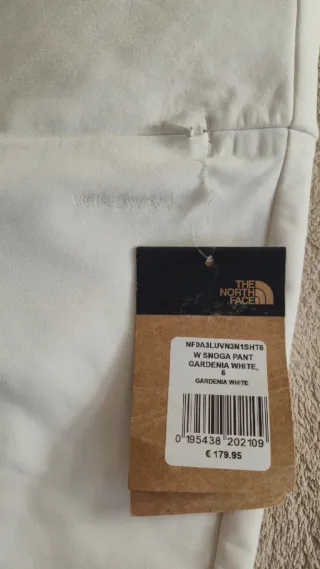 THE
NORTH
FACE
NF0A3LUVN3N1SHT6
W SNOGA PANT
GARDENIA WHITE,
6
GARDENIA WHITE
0 195438 202109
€ 179.95